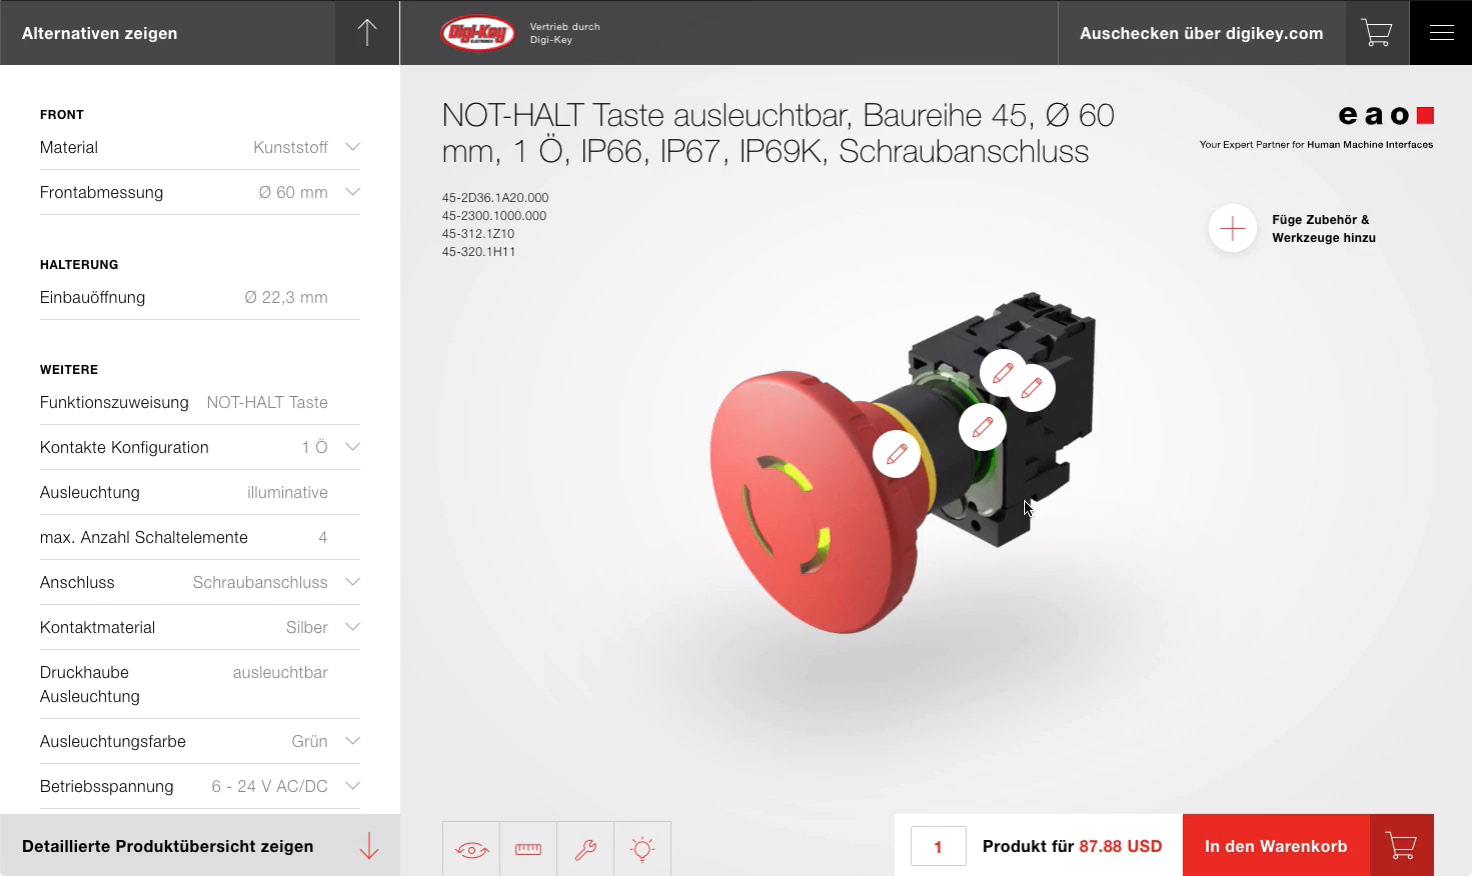 Alternativen zeigen
Digi-Key
ELECTRONICS
Vertrieb durch
Digi-Key
Auschecken über digikey.com
FRONT
Material Kunststoff
Frontabmessung Ø 60 mm
HALTERUNG
Einbauöffnung Ø 22,3 mm
WEITERE
Funktionszuweisung NOT-HALT Taste
Kontakte Konfiguration 1 Ö
Ausleuchtung illuminative
max. Anzahl Schaltelemente 4
Anschluss Schraubanschluss
Kontaktmaterial Silber
Druckhaube ausleuchtbar
Ausleuchtung
Ausleuchtungsfarbe Grün
Betriebsspannung 6 - 24 V AC/DC
Detaillierte Produktübersicht zeigen
NOT-HALT Taste ausleuchtbar, Baureihe 45, Ø 60
mm, 1 Ö, IP66, IP67, IP69K, Schraubanschluss
45-2D36.1A20.000
45-2300.1000.000
45-312.1Z10
45-320.1H11
eao
Your Expert Partner for Human Machine Interfaces
Füge Zubehör &
Werkzeuge hinzu
1 Produkt für 87.88 USD
In den Warenkorb